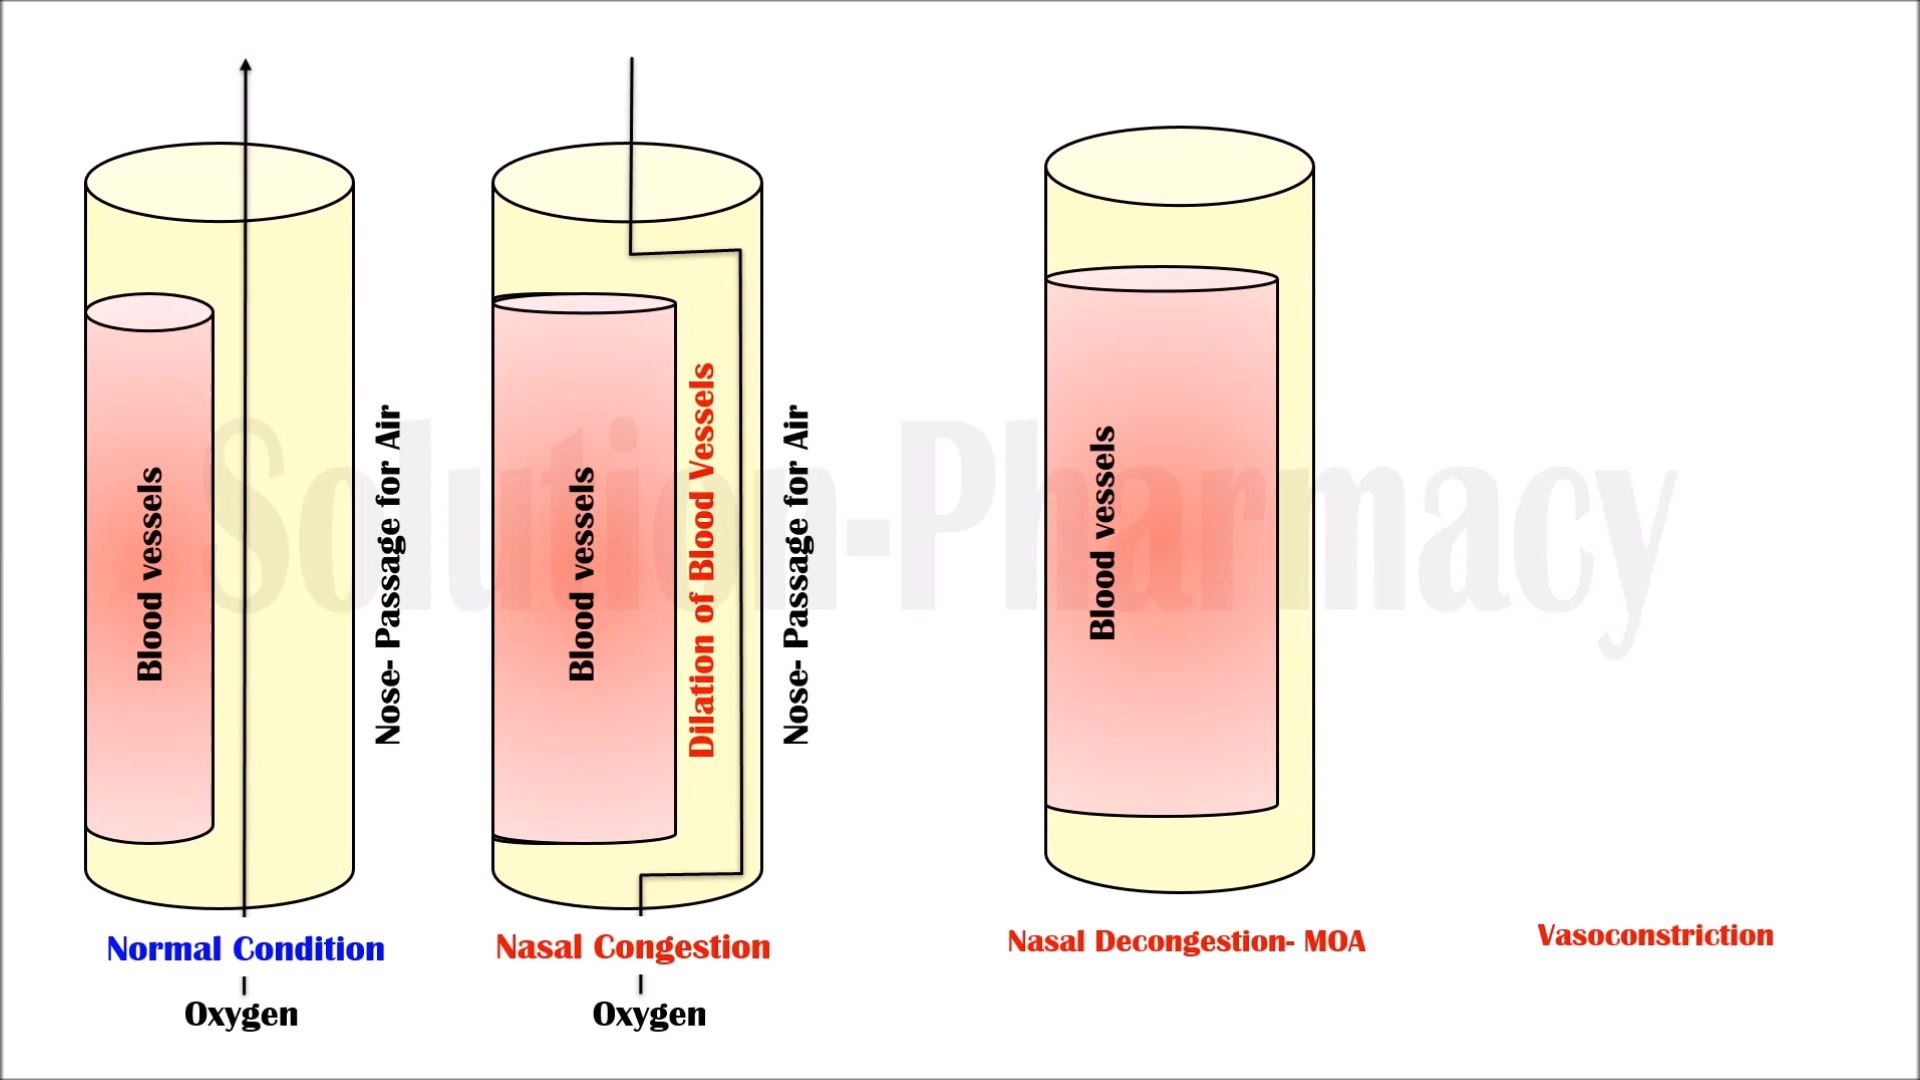 Blood vessels
Nose- Passage for Air
Normal Condition
Oxygen
Blood vessels
Dilation of Blood Vessels
Nose- Passage for Air
Nasal Congestion
Oxygen
Blood vessels
Nasal Decongestion- MOA
Vasoconstriction
Solution-Pharmacy